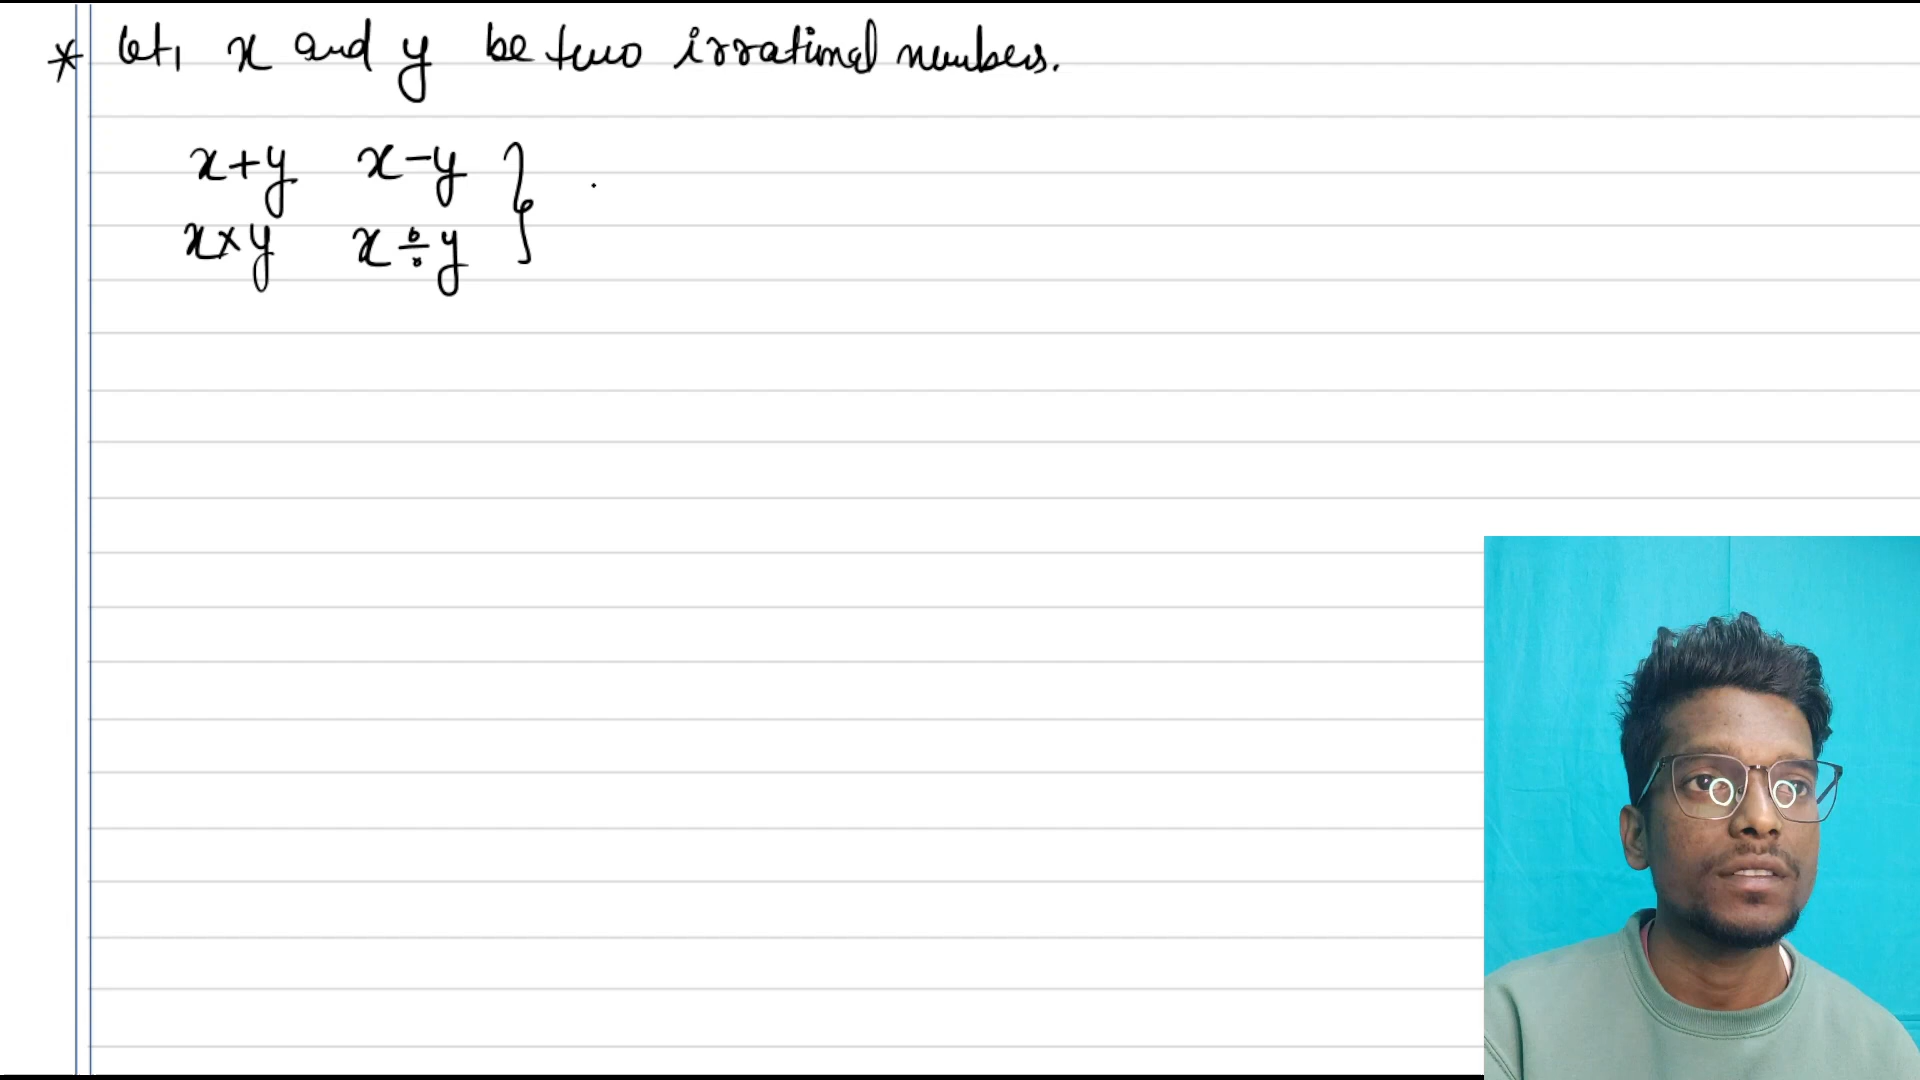 * let, x and y be two irrational numbers.
x+y x-y }
x×y x÷y